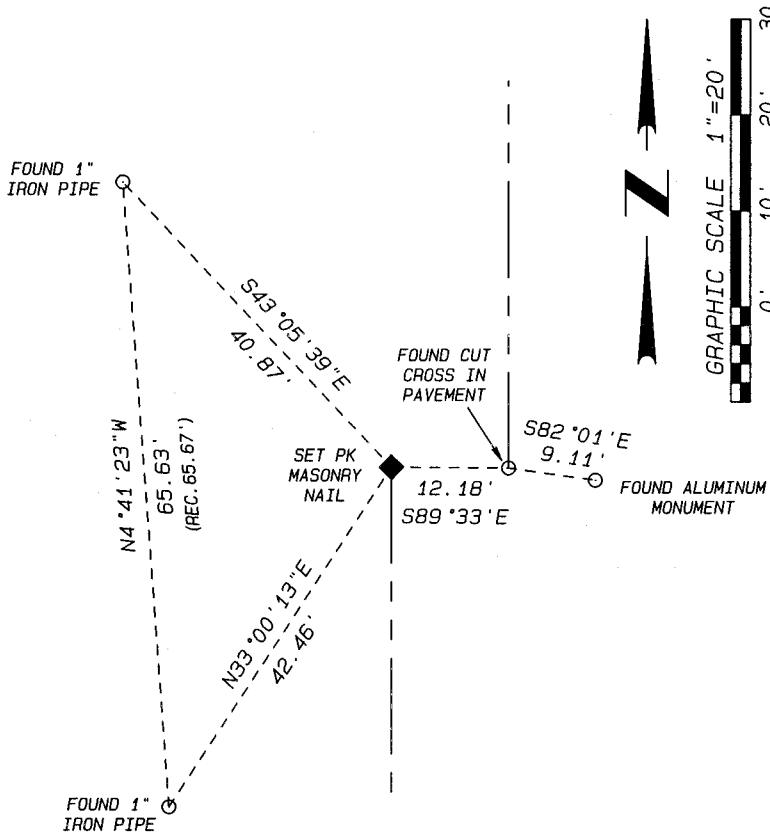 FOUND 1"
IRON PIPE
S43°05'39"E
40.87'
N4°41'23"W
65.63'
(REC.65.67')
SET PK
MASONRY
NAIL
FOUND CUT
CROSS IN
PAVEMENT
S82°01'E
9.11'
12.18'
S89°33'E
FOUND ALUMINUM
MONUMENT
N33°00'13"E
42.46'
FOUND 1"
IRON PIPE
N
GRAPHIC SCALE 1"=20'
0' 10' 20' 30